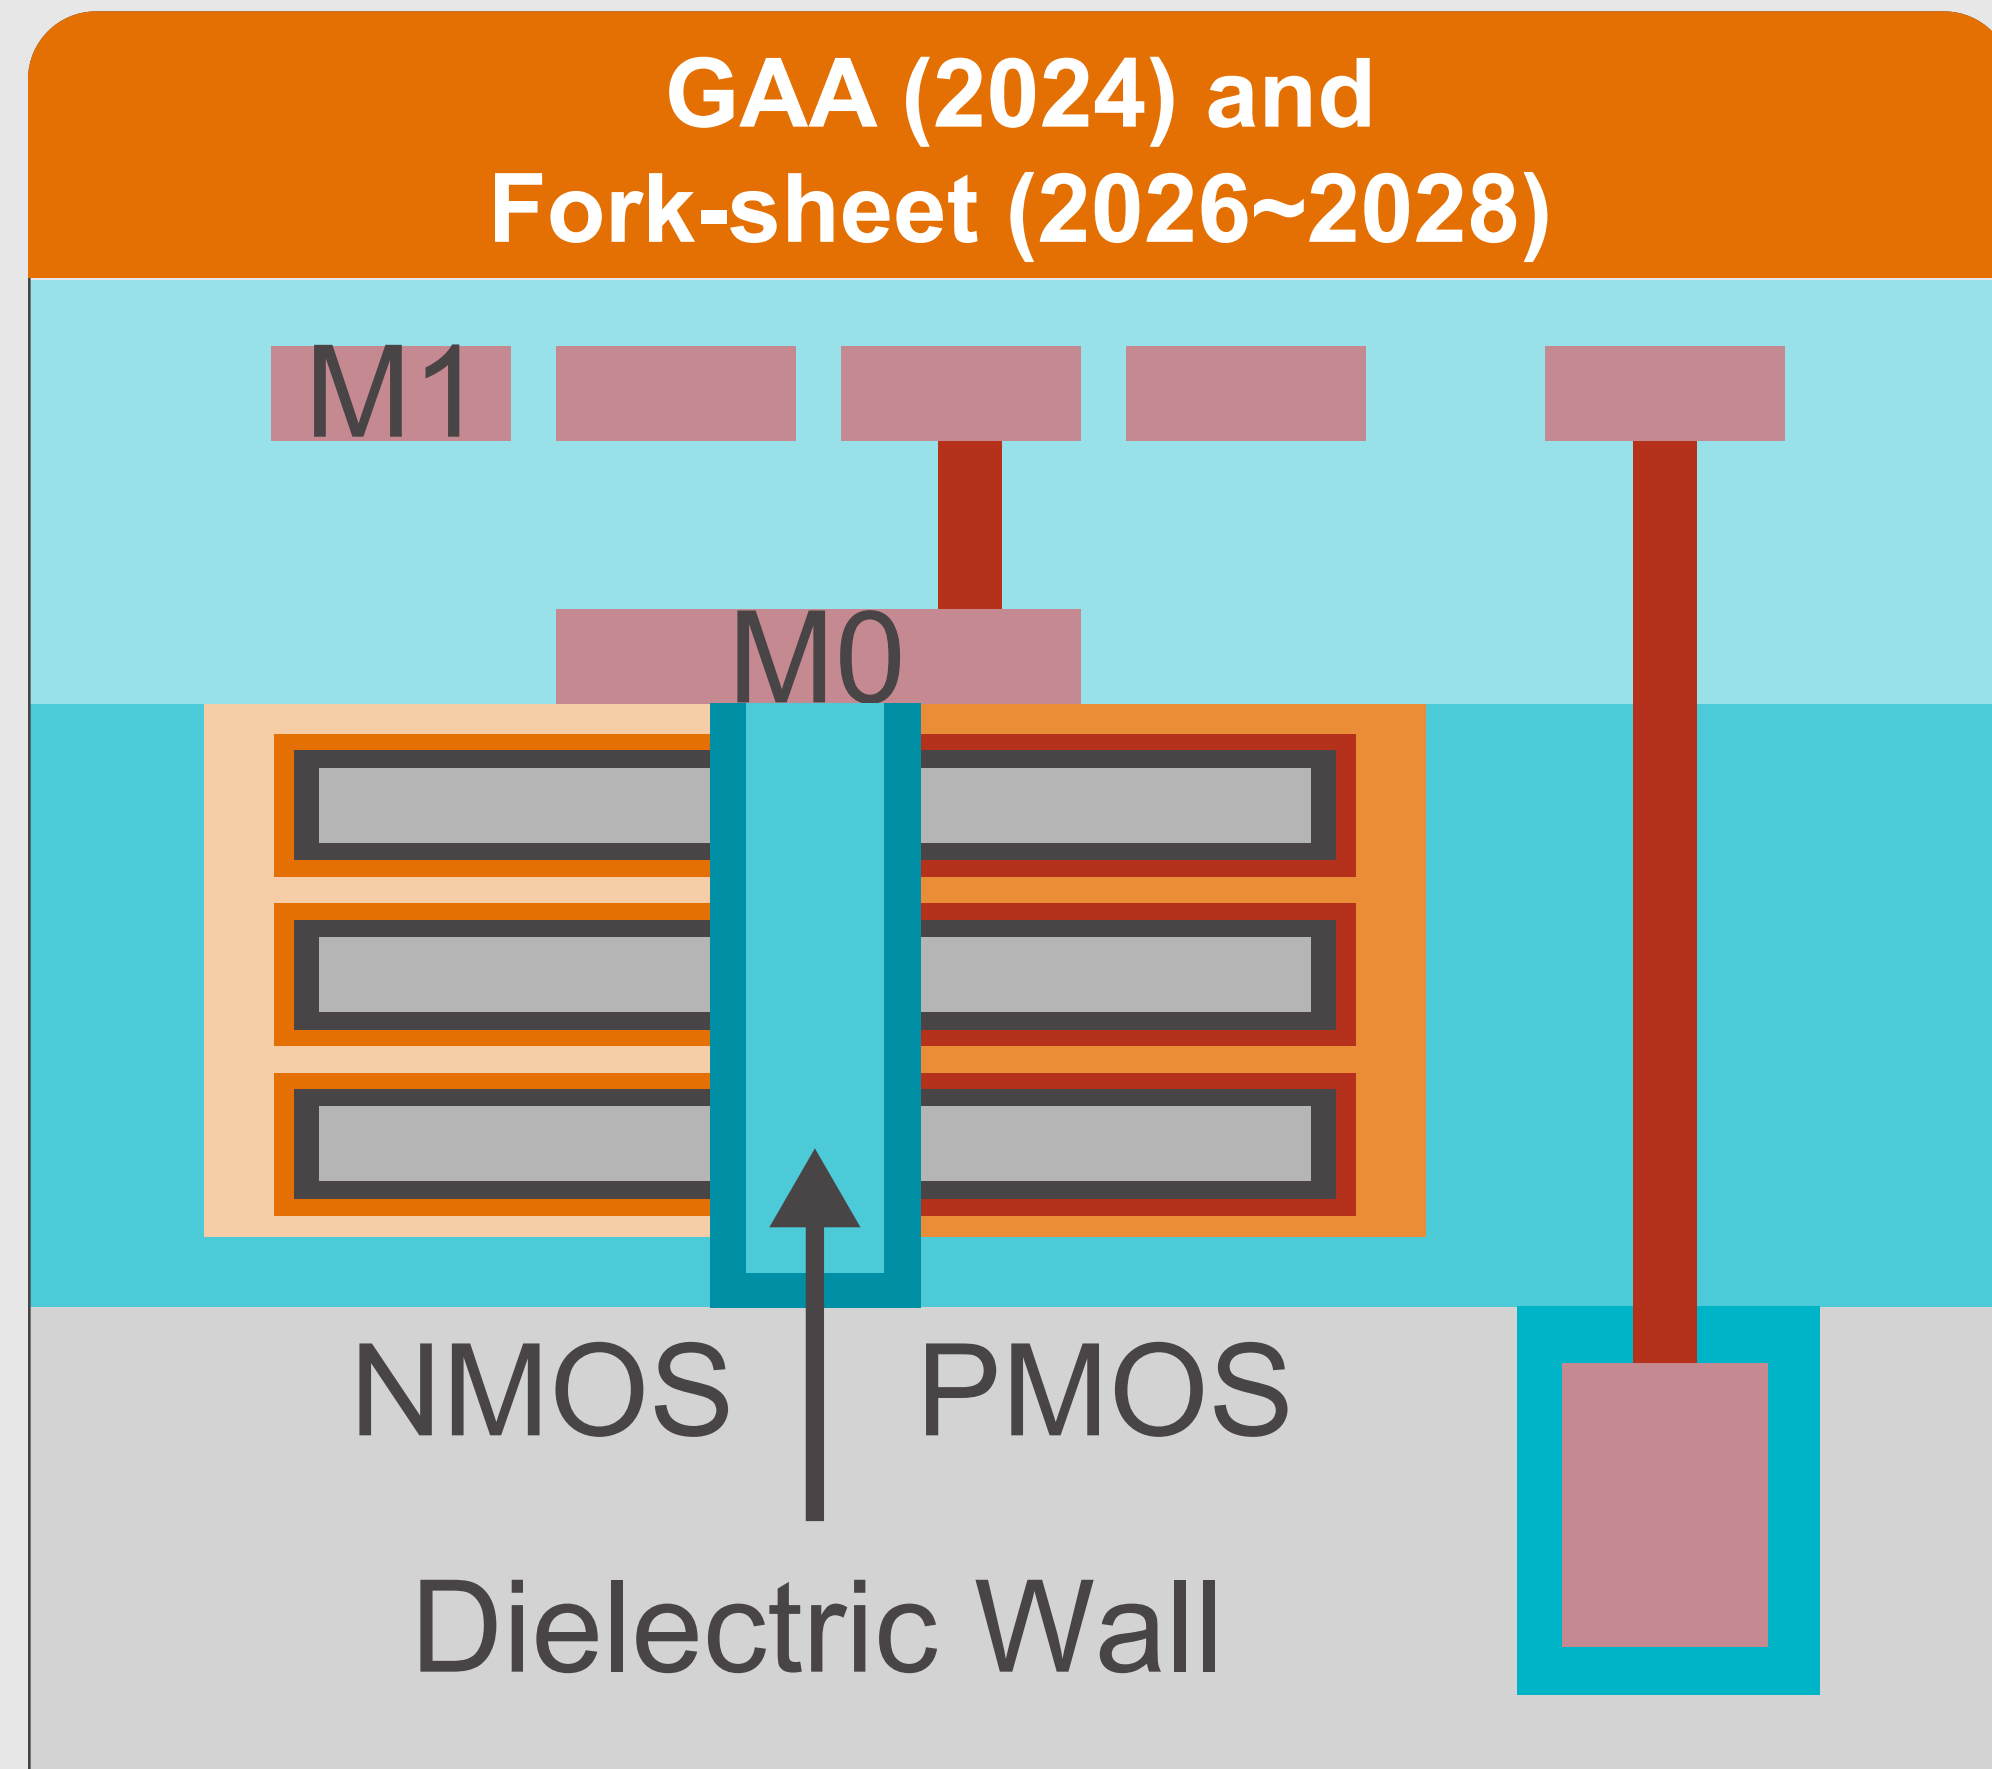 GAA (2024) and
Fork-sheet (2026~2028)
M1
M0
NMOS PMOS
Dielectric Wall